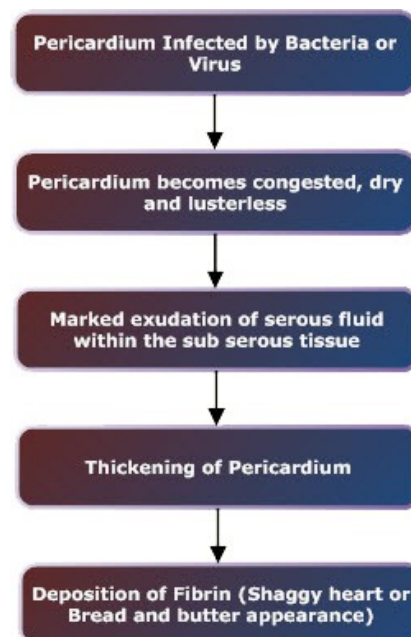 Pericardium Infected by Bacteria or
Virus
Pericardium becomes congested, dry
and lusterless
Marked exudation of serous fluid
within the sub serous tissue
Thickening of Pericardium
Deposition of Fibrin (Shaggy heart or
Bread and butter appearance)